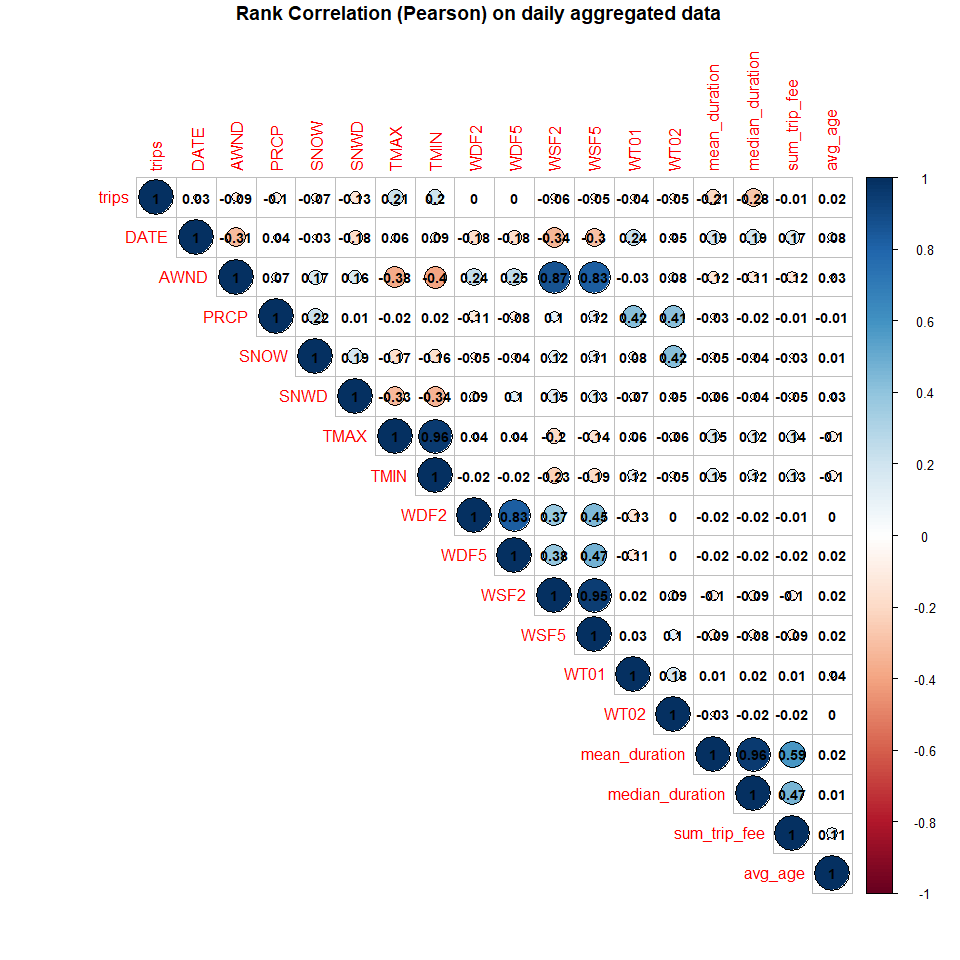 Rank Correlation (Pearson) on daily aggregated data
trips DATE AWND PRCP SNOW SNWD TMAX TMIN WDF2 WDF5 WSF2 WSF5 WT01 WT02 mean_duration median_duration sum_trip_fee avg_age
trips 1 0.03 -0.09 -0.1 -0.07 -0.13 0.21 0.2 0 0 -0.06 -0.05 -0.04 -0.05 -0.21 -0.28 -0.01 0.02
DATE 1 -0.31 0.04 -0.03 -0.18 0.06 0.09 -0.18 -0.18 -0.34 -0.3 0.24 0.05 0.19 0.19 0.17 0.08
AWND 1 0.07 0.17 0.16 -0.38 -0.4 0.24 0.25 0.87 0.83 -0.03 0.08 -0.12 -0.11 -0.12 0.03
PRCP 1 0.22 0.01 -0.02 0.02 -0.11 -0.08 0.1 0.12 0.42 0.41 -0.03 -0.02 -0.01 -0.01
SNOW 1 0.19 -0.17 -0.16 -0.05 -0.04 0.12 0.11 0.08 0.42 -0.05 -0.04 -0.03 0.01
SNWD 1 -0.33 -0.34 0.09 0.1 0.15 0.13 -0.07 0.05 -0.06 -0.04 -0.05 0.03
TMAX 1 0.96 0.04 0.04 -0.2 -0.14 0.06 -0.06 0.15 0.12 0.14 -0.1
TMIN 1 -0.02 -0.02 -0.23 -0.19 0.12 -0.05 0.15 0.12 0.13 -0.1
WDF2 1 0.83 0.37 0.45 -0.13 0 -0.02 -0.02 -0.01 0
WDF5 1 0.38 0.47 -0.11 0 -0.02 -0.02 -0.02 0.02
WSF2 1 0.95 0.02 0.09 -0.1 -0.09 -0.1 0.02
WSF5 1 0.03 0.1 -0.09 -0.08 -0.09 0.02
WT01 1 0.18 0.01 0.02 0.01 0.04
WT02 1 -0.03 -0.02 -0.02 0
mean_duration 1 0.96 0.59 0.02
median_duration 1 0.47 0.01
sum_trip_fee 1 0.11
avg_age 1
1
0.8
0.6
0.4
0.2
0
-0.2
-0.4
-0.6
-0.8
-1